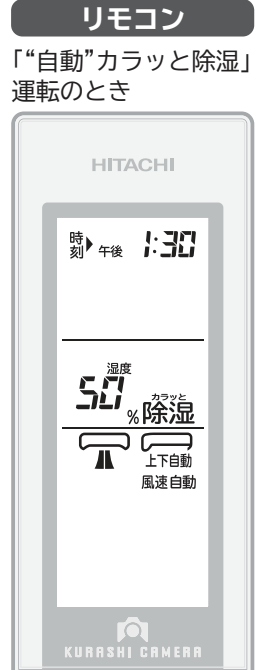 リモコン
「“自動”カラッと除湿」
運転のとき
HITACHI
時刻 午後 1:30
湿度
50%
カラッと
除湿
上下自動
風速自動
KURASHI CAMERA